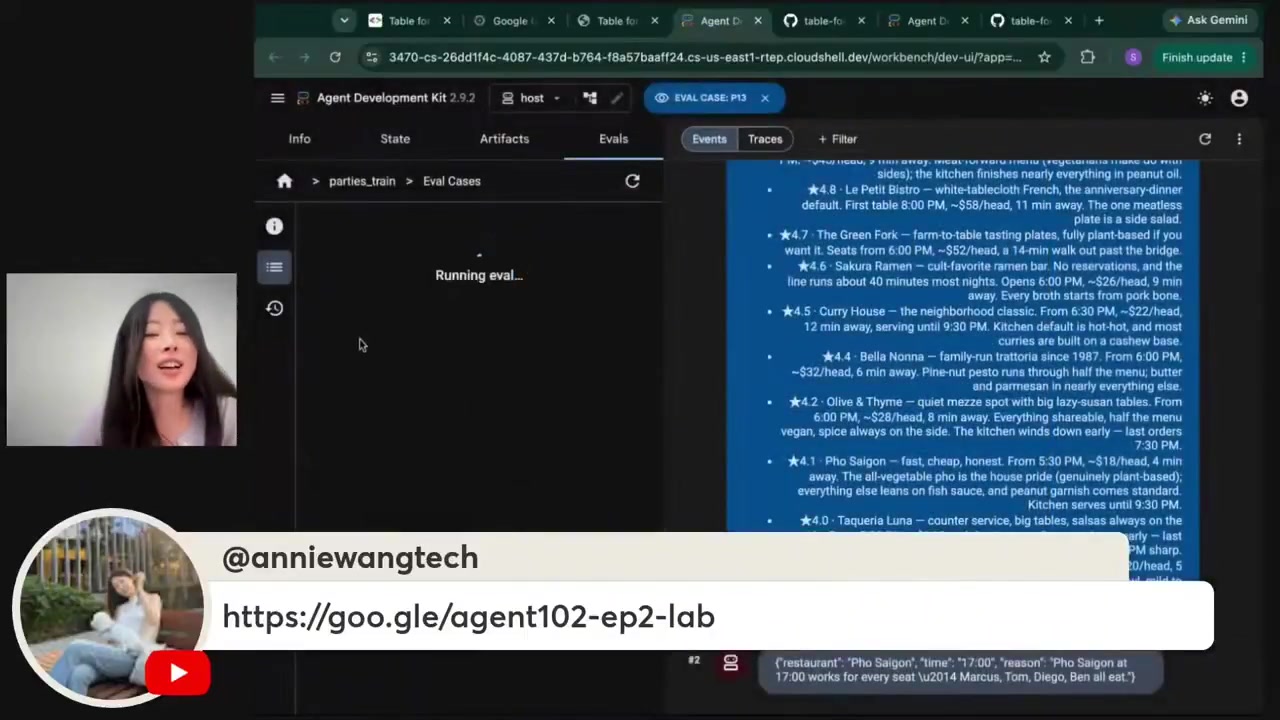 Table for
Google
Table for
Agent D
table-fo
Agent D
table-fo
Ask Gemini
3470-cs-26dd1f4c-4087-437d-b764-f8a57baaff24.cs-us-east1-rtep.cloudshell.dev/workbench/dev-ui/?app=...
Finish update
Agent Development Kit 2.9.2
host
EVAL CASE: P13
Info
State
Artifacts
Evals
Events
Traces
+ Filter
> parties_train > Eval Cases
Running eval...
9 min away. Meat-forward menu (vegetarians make do with
sides); the kitchen finishes nearly everything in peanut oil.
★4.8 · Le Petit Bistro — white-tablecloth French, the anniversary-dinner
default. First table 8:00 PM, ~$58/head, 11 min away. The one meatless
plate is a side salad.
★4.7 · The Green Fork — farm-to-table tasting plates, fully plant-based if you
want it. Seats from 6:00 PM, ~$52/head, a 14-min walk out past the bridge.
★4.6 · Sakura Ramen — cult-favorite ramen bar. No reservations, and the
line runs about 40 minutes most nights. Opens 6:00 PM, ~$26/head, 9 min
away. Every broth starts from pork bone.
★4.5 · Curry House — the neighborhood classic. From 6:30 PM, ~$22/head,
12 min away, serving until 9:30 PM. Kitchen default is hot-hot, and most
curries are built on a cashew base.
★4.4 · Bella Nonna — family-run trattoria since 1987. From 6:00 PM,
~$32/head, 6 min away. Pine-nut pesto runs through half the menu; butter
and parmesan in nearly everything else.
★4.2 · Olive & Thyme — quiet mezze spot with big lazy-susan tables. From
6:00 PM, ~$28/head, 8 min away. Everything shareable, half the menu
vegan, spice always on the side. The kitchen winds down early — last orders
7:30 PM.
★4.1 · Pho Saigon — fast, cheap, honest. From 5:30 PM, ~$18/head, 4 min
away. The all-vegetable pho is the house pride (genuinely plant-based);
everything else leans on fish sauce, and peanut garnish comes standard.
Kitchen serves until 9:30 PM.
★4.0 · Taqueria Luna — counter service, big tables, salsas always on the
early — last
PM sharp.
/head, 5
@anniewangtech
https://goo.gle/agent102-ep2-lab
#2
{"restaurant": "Pho Saigon", "time": "17:00", "reason": "Pho Saigon at
17:00 works for every seat \u2014 Marcus, Tom, Diego, Ben all eat."}